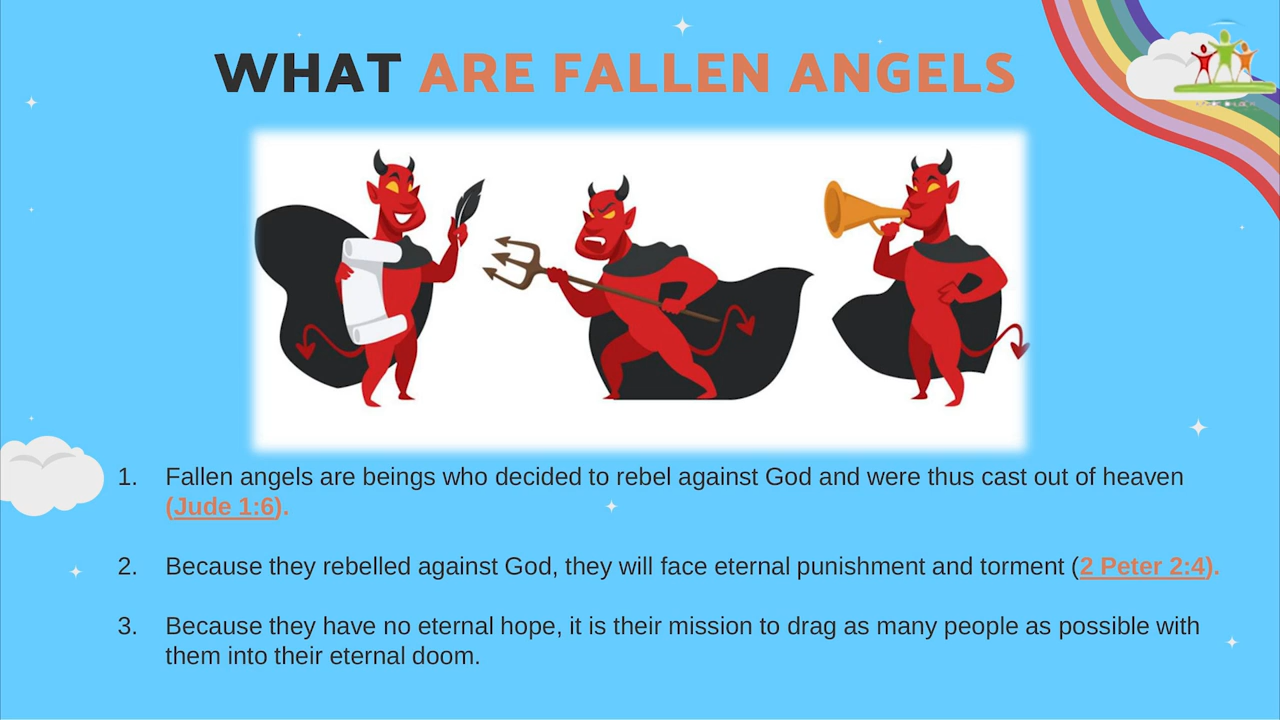 WHAT ARE FALLEN ANGELS
1. Fallen angels are beings who decided to rebel against God and were thus cast out of heaven
(Jude 1:6).
2. Because they rebelled against God, they will face eternal punishment and torment (2 Peter 2:4).
3. Because they have no eternal hope, it is their mission to drag as many people as possible with
them into their eternal doom.